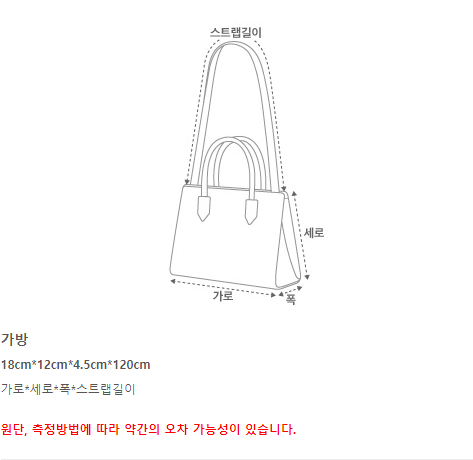 스트랩길이
세로
가로
폭
가방
18cm*12cm*4.5cm*120cm
가로*세로*폭*스트랩길이
원단, 측정방법에 따라 약간의 오차 가능성이 있습니다.